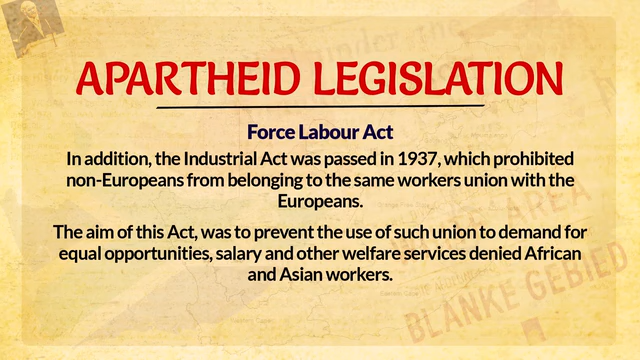 APARTHEID LEGISLATION
Force Labour Act
In addition, the Industrial Act was passed in 1937, which prohibited
non-Europeans from belonging to the same workers union with the
Europeans.
The aim of this Act, was to prevent the use of such union to demand for
equal opportunities, salary and other welfare services denied African
and Asian workers.
under the
AREA
BLANKE GEBIED